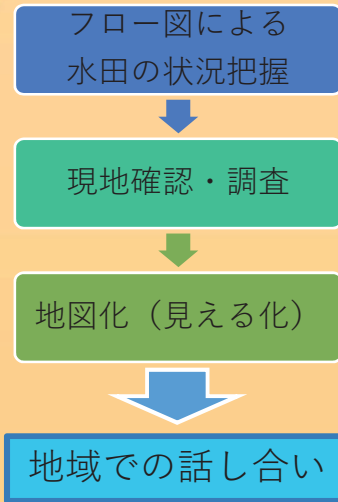 フロー図による
水田の状況把握
現地確認・調査
地図化（見える化）
地域での話し合い